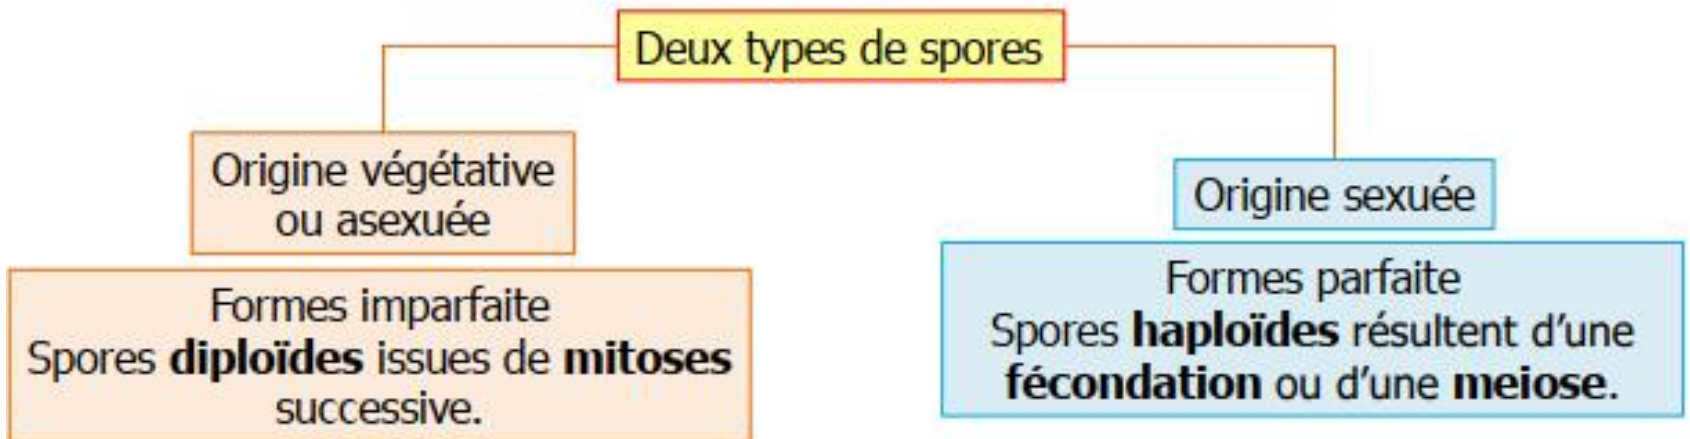 Deux types de spores
Origine végétative
ou asexuée
Formes imparfaite
Spores diploïdes issues de mitoses
successive.
Origine sexuée
Formes parfaite
Spores haploïdes résultent d'une
fécondation ou d'une meiose.